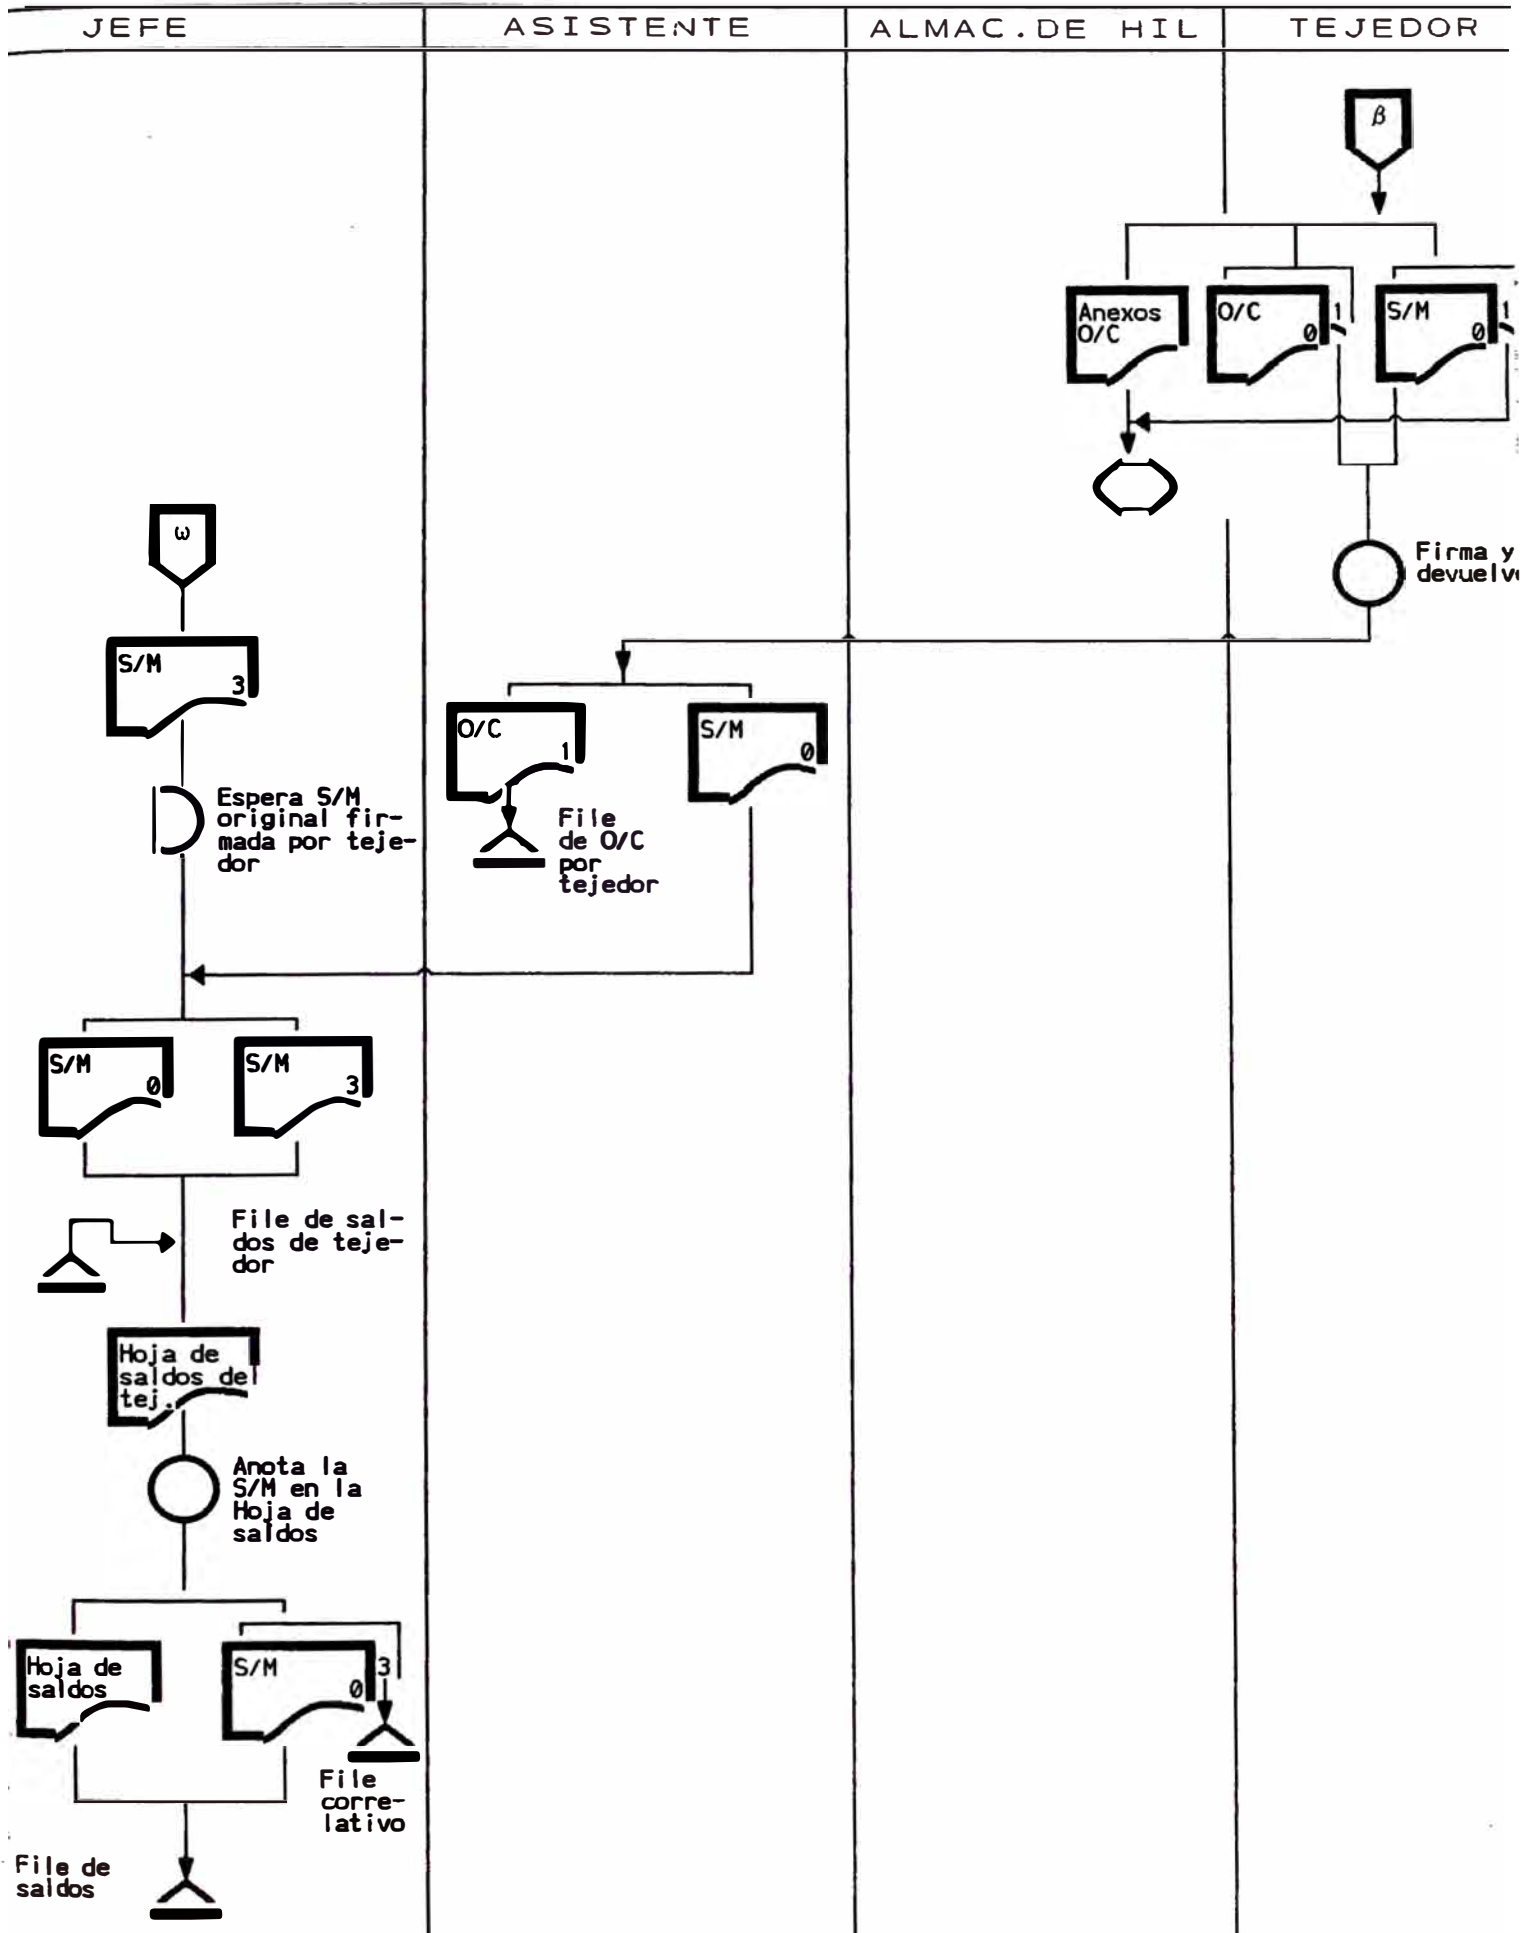 JEFE
ASISTENTE
ALMAC.DE HIL
TEJEDOR
β
Anexos
O/C
O/C
0
1
S/M
0
1
Firma y
ω
S/M
3
Espera S/M
original fir-
mada por teje-
dor
O/C
1
File
de O/C
por
tejedor
S/M
0
S/M
0
S/M
3
File de sal-
dos de teje-
dor
Hoja de
saldos del
tej.
Anota la
S/M en la
Hoja de
saldos
Hoja de
saldos
S/M
0
3
File
corre-
lativo
File de
saldos